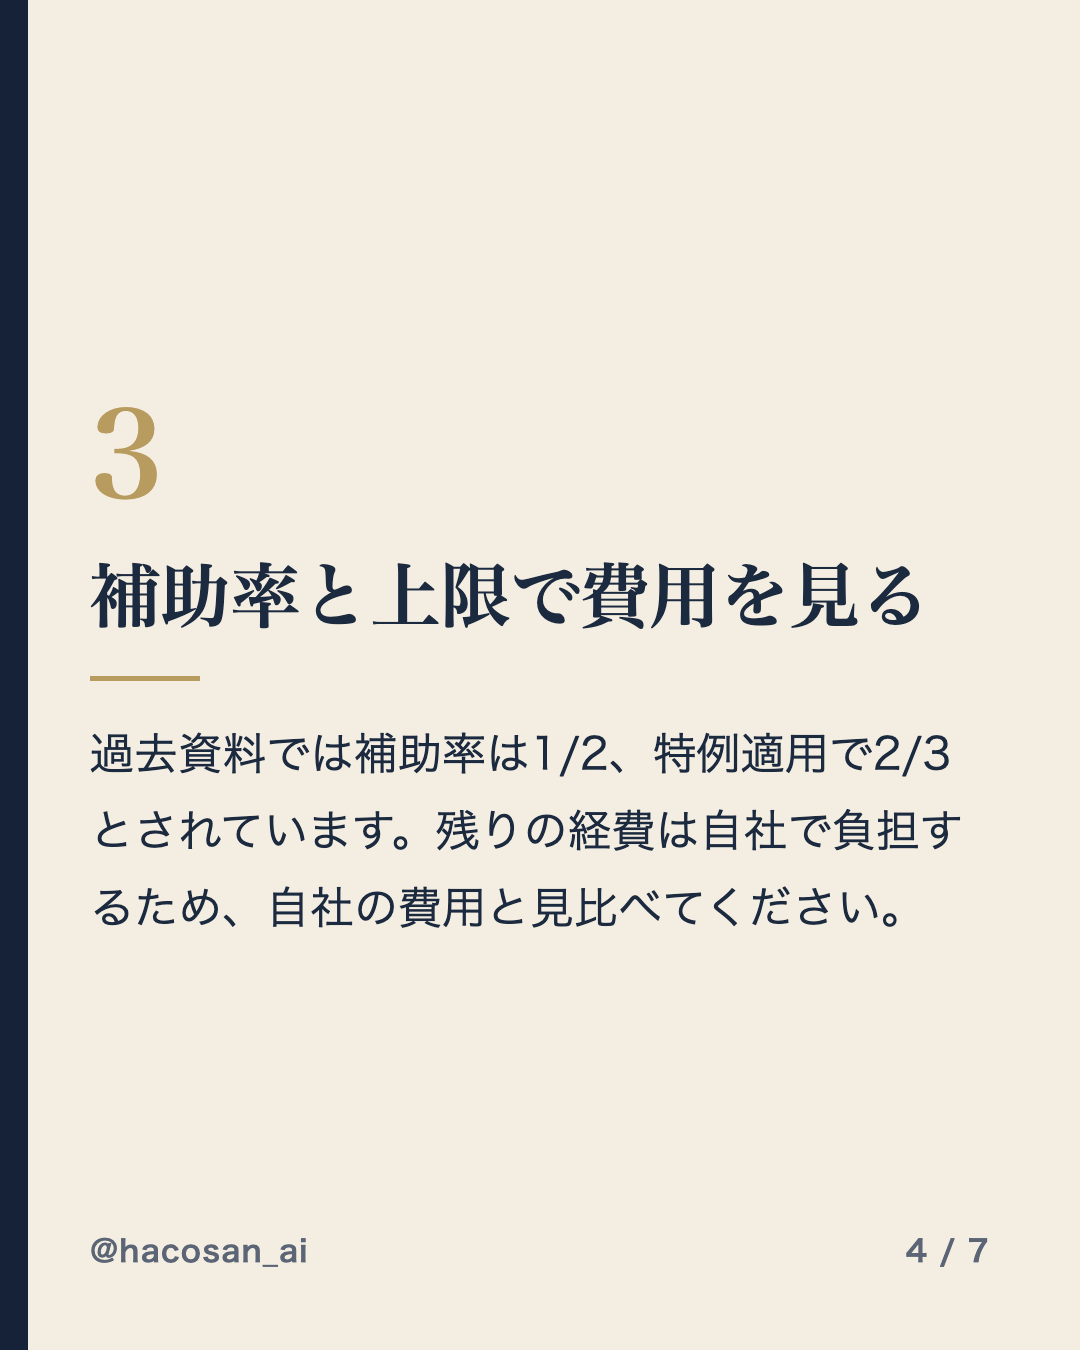 3
補助率と上限で費用を見る
過去資料では補助率は1/2、特例適用で2/3
とされています。残りの経費は自社で負担す
るため、自社の費用と見比べてください。
@hacosan_ai
4 / 7